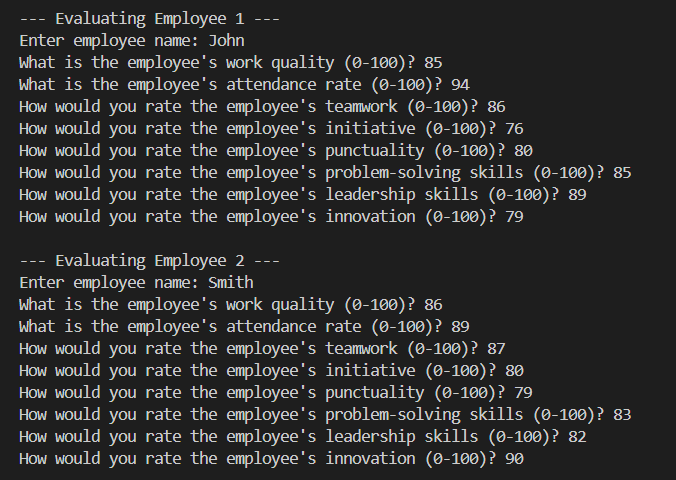 --- Evaluating Employee 1 ---
Enter employee name: John
What is the employee's work quality (0-100)? 85
What is the employee's attendance rate (0-100)? 94
How would you rate the employee's teamwork (0-100)? 86
How would you rate the employee's initiative (0-100)? 76
How would you rate the employee's punctuality (0-100)? 80
How would you rate the employee's problem-solving skills (0-100)? 85
How would you rate the employee's leadership skills (0-100)? 89
How would you rate the employee's innovation (0-100)? 79

--- Evaluating Employee 2 ---
Enter employee name: Smith
What is the employee's work quality (0-100)? 86
What is the employee's attendance rate (0-100)? 89
How would you rate the employee's teamwork (0-100)? 87
How would you rate the employee's initiative (0-100)? 80
How would you rate the employee's punctuality (0-100)? 79
How would you rate the employee's problem-solving skills (0-100)? 83
How would you rate the employee's leadership skills (0-100)? 82
How would you rate the employee's innovation (0-100)? 90